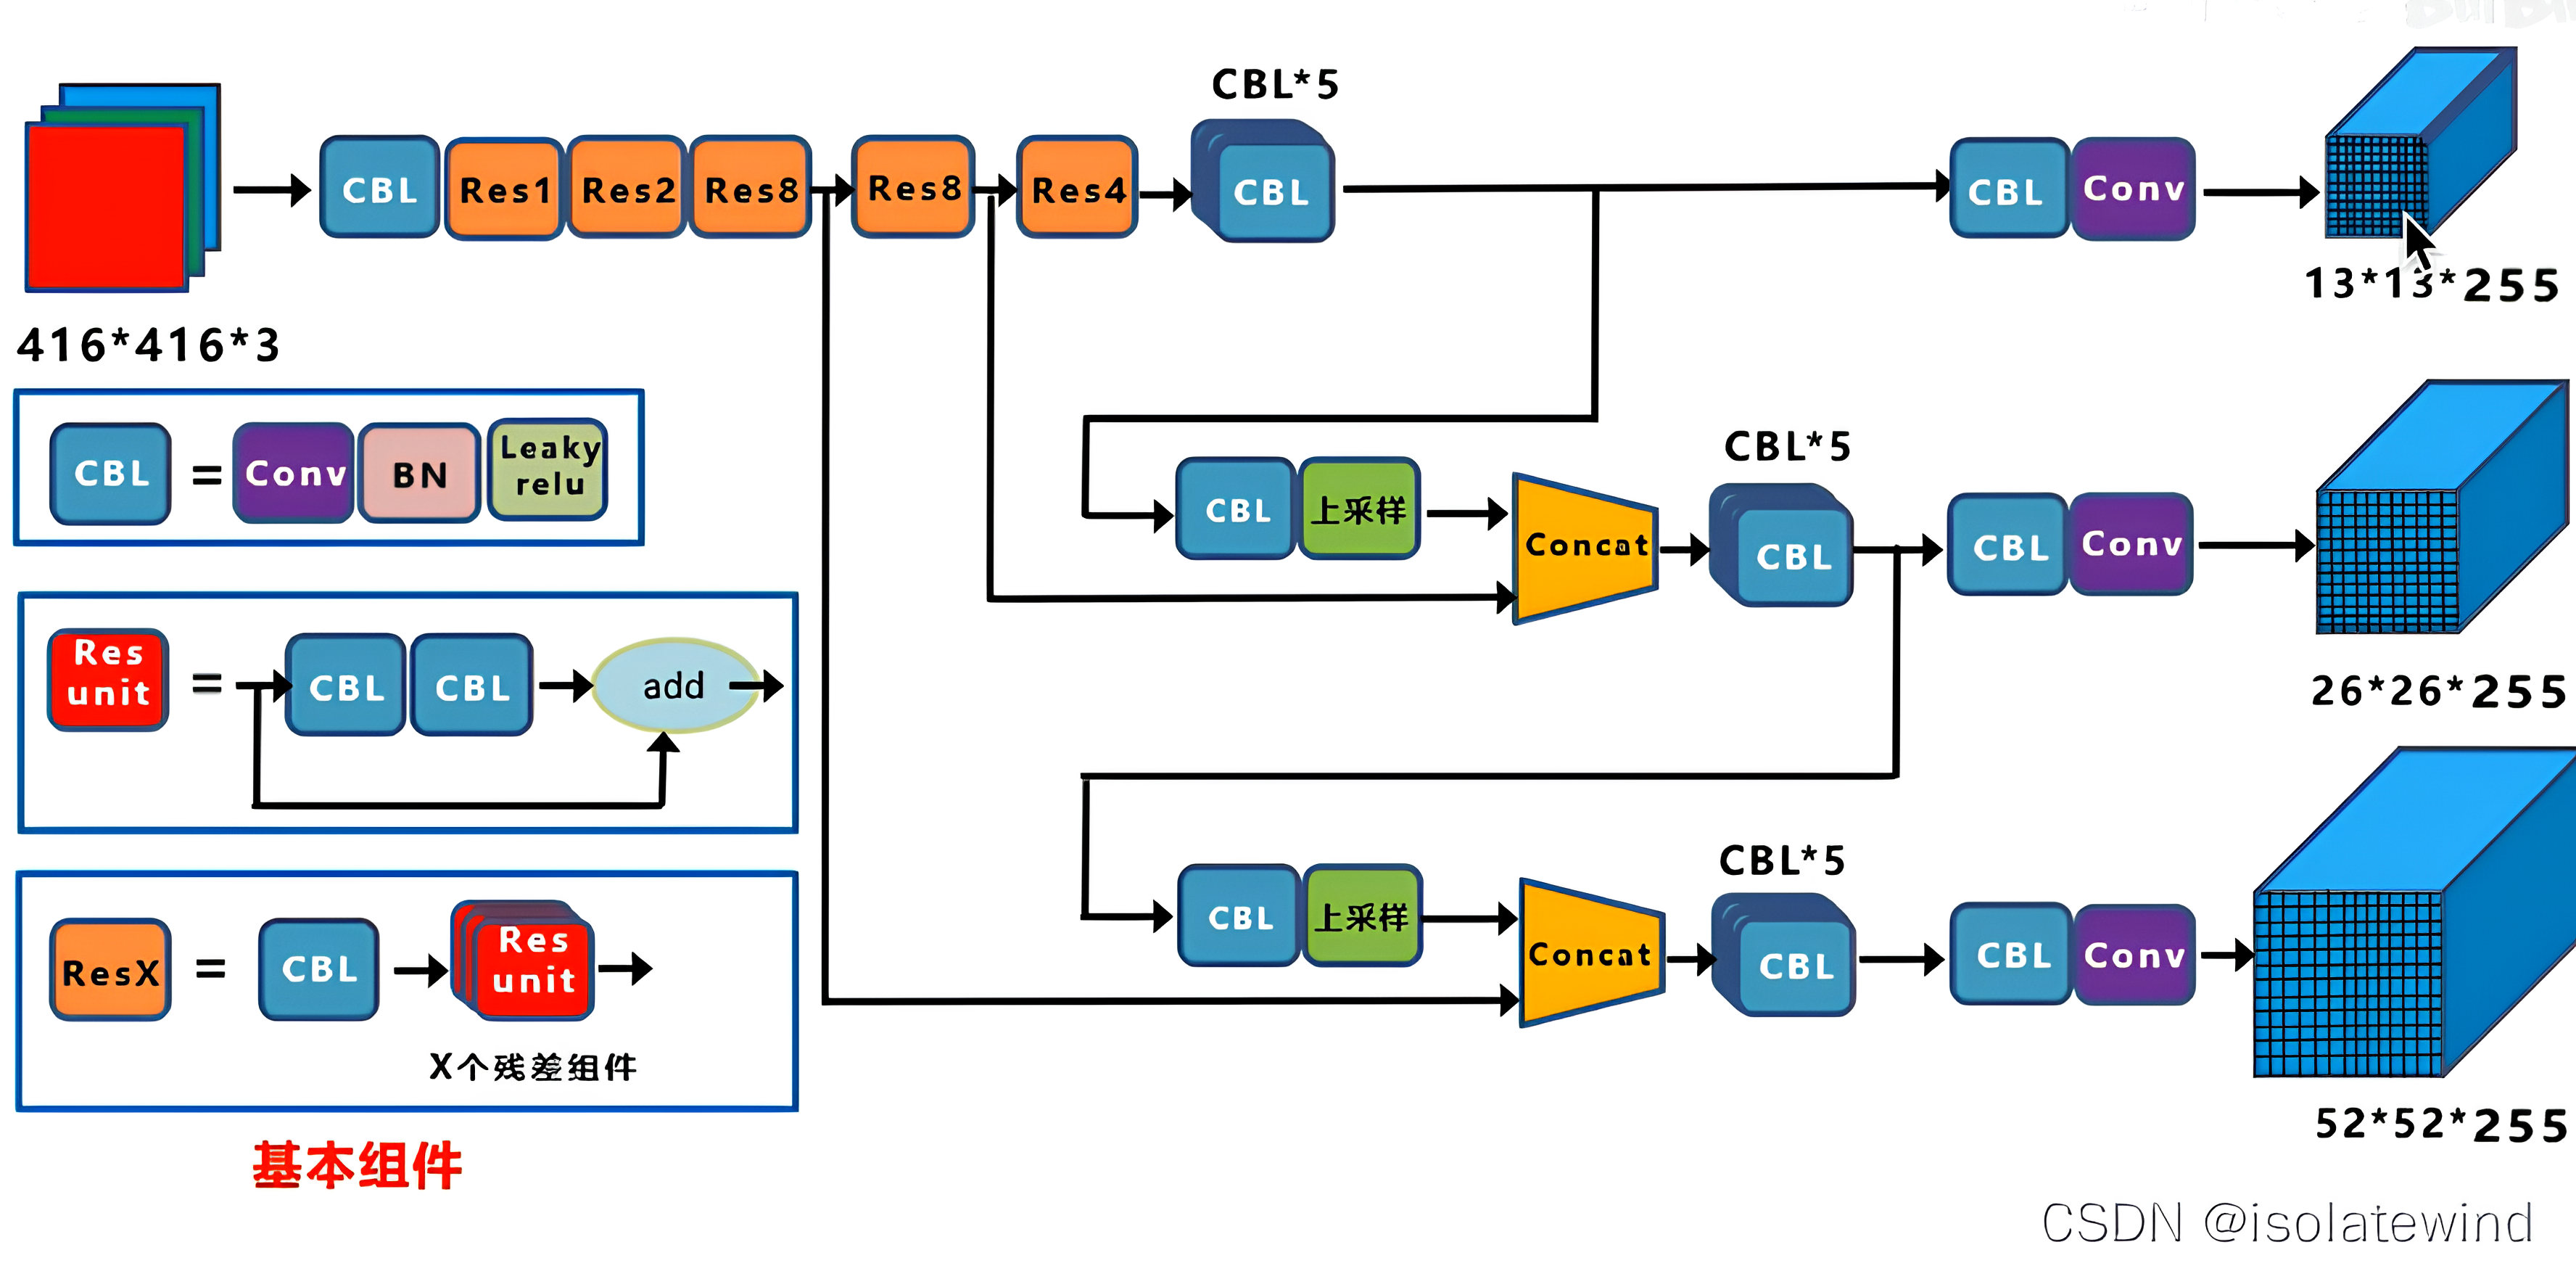 CBL*5
CBL Res1 Res2 Res8 Res8 Res4 CBL CBL Conv
13*13*255
416*416*3
CBL = Conv BN Leaky relu
CBL*5
CBL 上采样 Concat CBL CBL Conv
Res unit = CBL CBL add
26*26*255
CBL*5
CBL 上采样 Concat CBL CBL Conv
ResX = CBL Res unit
X个残差组件
52*52*255
基本组件
CSDN @isolatewind